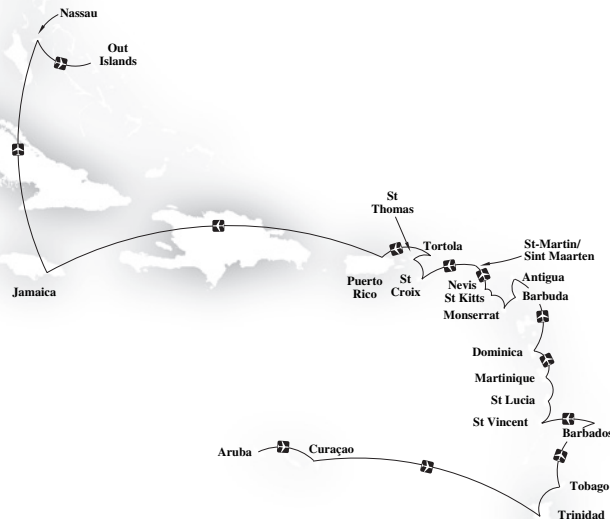 Nassau
Out
Islands
St
Thomas
Tortola
St-Martin/
Sint Maarten
Jamaica
Puerto
Rico
St
Croix
Nevis
St Kitts
Monserrat
Antigua
Barbuda
Dominica
Martinique
St Lucia
St Vincent
Barbados
Aruba
Curaçao
Tobago
Trinidad